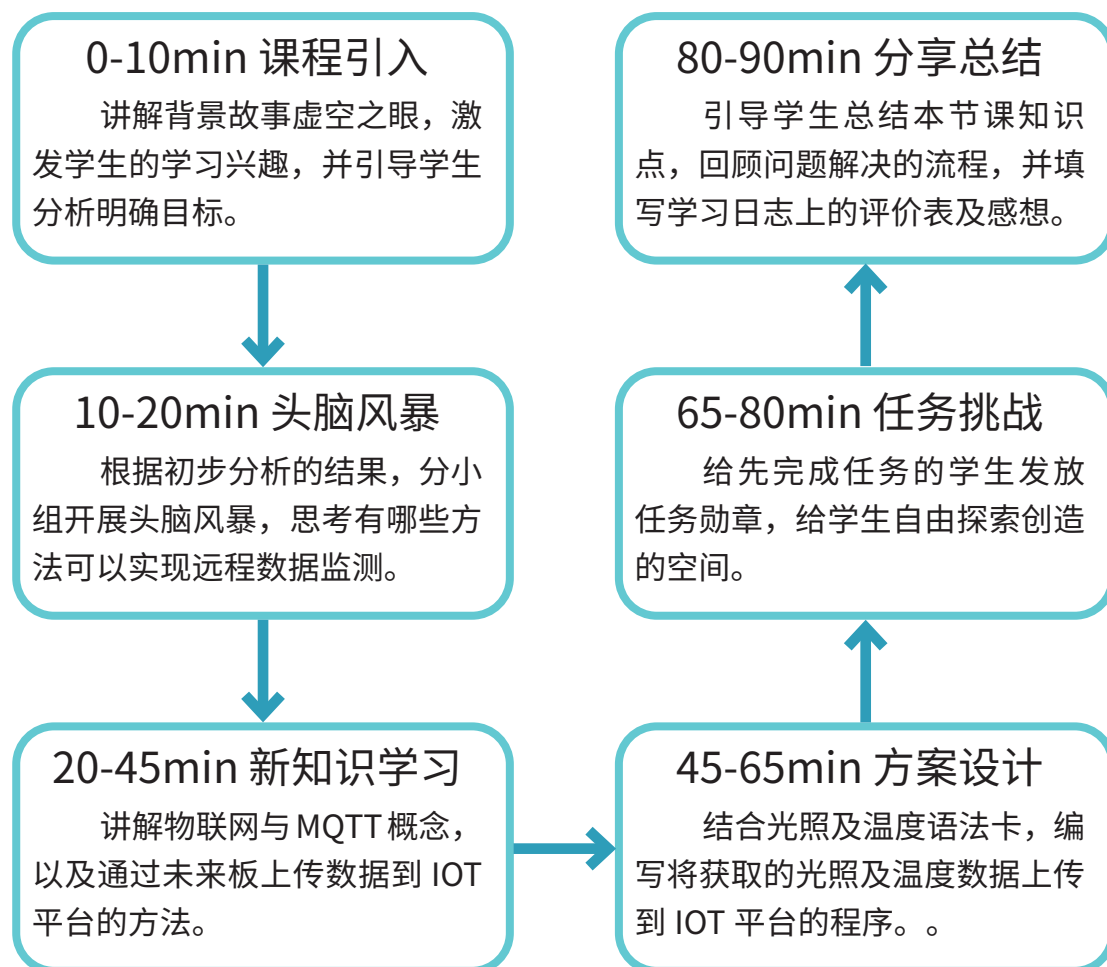 0-10min 课程引入
讲解背景故事虚空之眼，激
发学生的学习兴趣，并引导学生
分析明确目标。
10-20min 头脑风暴
根据初步分析的结果，分小
组开展头脑风暴，思考有哪些方
法可以实现远程数据监测。
20-45min 新知识学习
讲解物联网与 MQTT 概念，
以及通过未来板上传数据到 IOT
平台的方法。
45-65min 方案设计
结合光照及温度语法卡，编
写将获取的光照及温度数据上传
到 IOT 平台的程序。。
65-80min 任务挑战
给先完成任务的学生发放
任务勋章，给学生自由探索创造
的空间。
80-90min 分享总结
引导学生总结本节课知识
点，回顾问题解决的流程，并填
写学习日志上的评价表及感想。